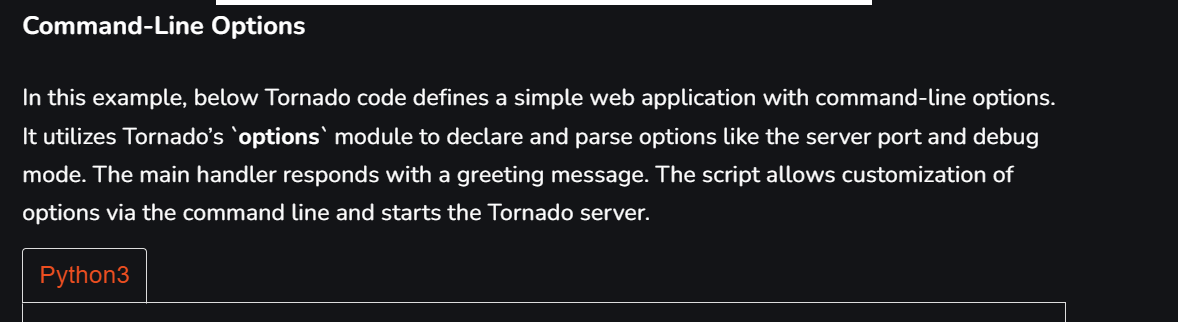 Command-Line Options
In this example, below Tornado code defines a simple web application with command-line options.
It utilizes Tornado’s `options` module to declare and parse options like the server port and debug
mode. The main handler responds with a greeting message. The script allows customization of
options via the command line and starts the Tornado server.
Python3